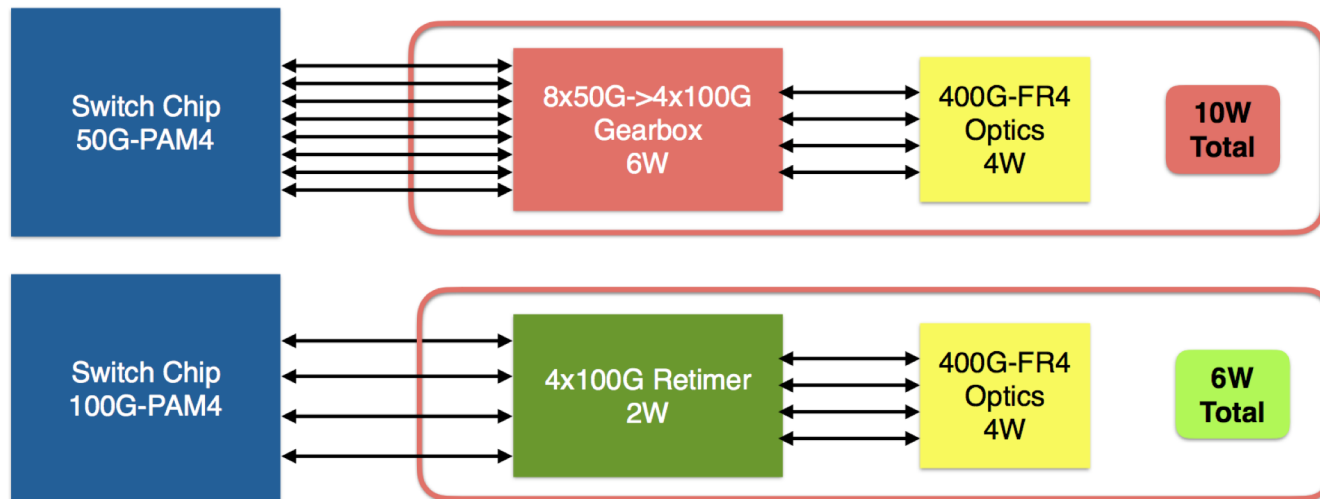 Switch Chip
50G-PAM4
8x50G->4x100G
Gearbox
6W
400G-FR4
Optics
4W
10W
Total
Switch Chip
100G-PAM4
4x100G Retimer
2W
400G-FR4
Optics
4W
6W
Total